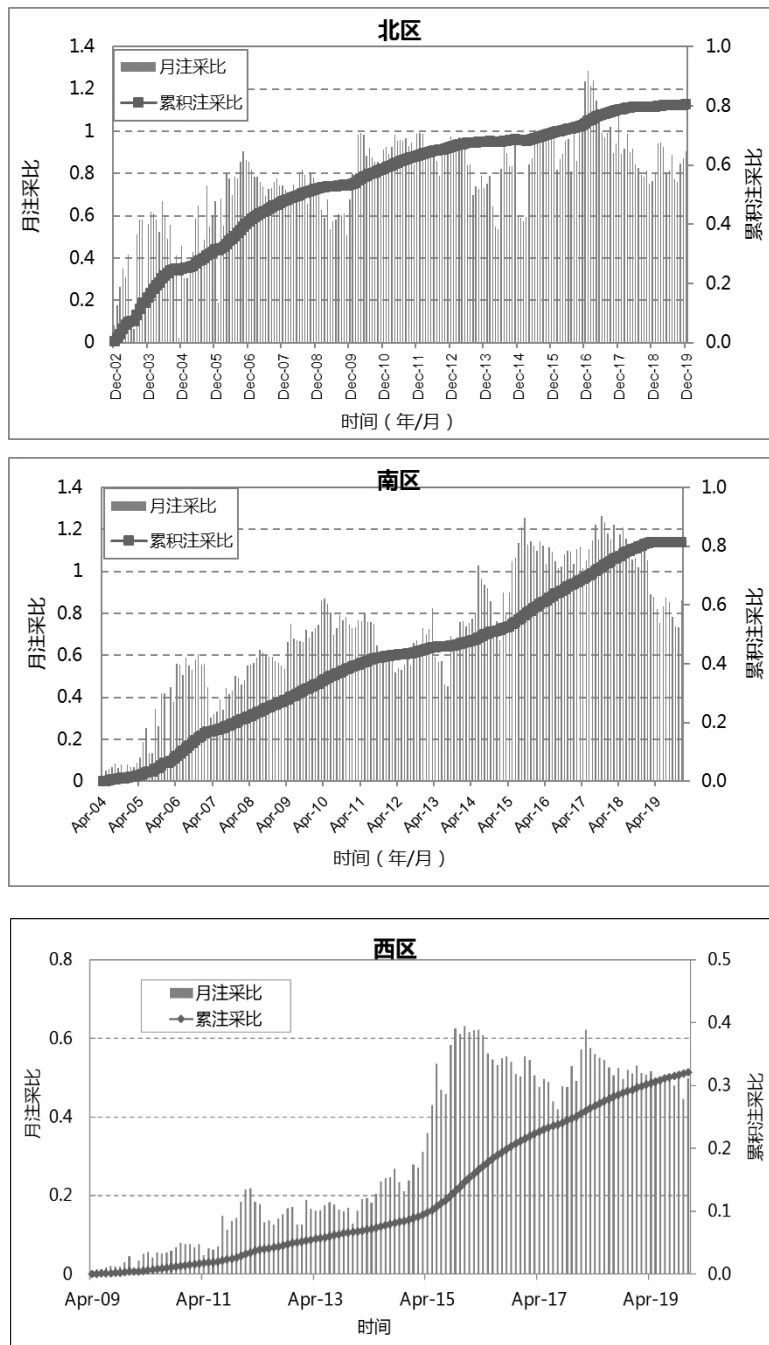 北区
1.4
1.2
1
0.8
0.6
0.4
0.2
0
月注采比
月注采比
累积注采比
1.0
0.8
0.6
0.4
0.2
0.0
累积注采比
Dec-02
Dec-03
Dec-04
Dec-05
Dec-06
Dec-07
Dec-08
Dec-09
Dec-10
Dec-11
Dec-12
Dec-13
Dec-14
Dec-15
Dec-16
Dec-17
Dec-18
Dec-19
时间（年/月）
南区
1.4
1.2
1
0.8
0.6
0.4
0.2
0
月注采比
月注采比
累积注采比
1.0
0.8
0.6
0.4
0.2
0.0
累积注采比
Apr-04
Apr-05
Apr-06
Apr-07
Apr-08
Apr-09
Apr-10
Apr-11
Apr-12
Apr-13
Apr-14
Apr-15
Apr-16
Apr-17
Apr-18
Apr-19
时间（年/月）
西区
0.8
0.6
0.4
0.2
0
月注采比
月注采比
累注采比
0.5
0.4
0.3
0.2
0.1
0.0
累积注采比
Apr-09
Apr-11
Apr-13
Apr-15
Apr-17
Apr-19
时间